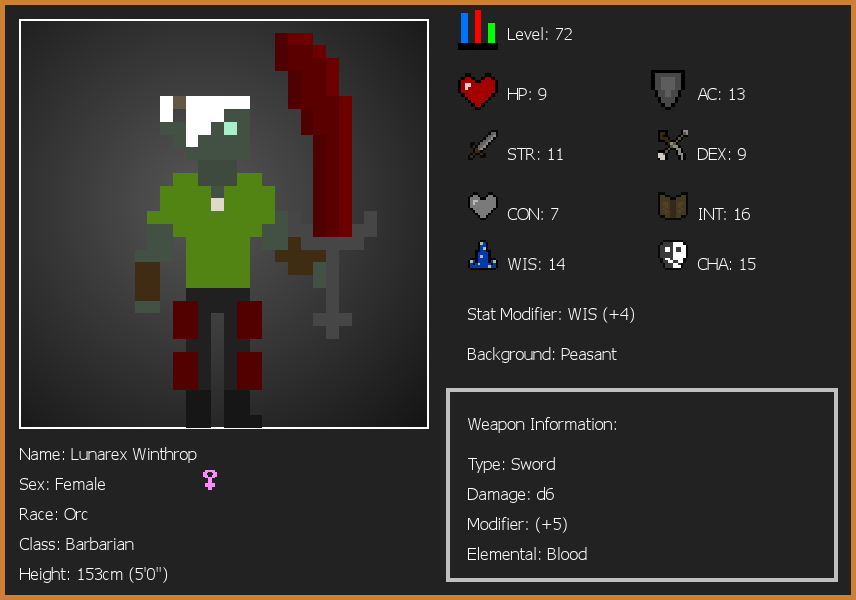 Level: 72
HP: 9
AC: 13
STR: 11
DEX: 9
CON: 7
INT: 16
WIS: 14
CHA: 15
Stat Modifier: WIS (+4)
Background: Peasant
Weapon Information:
Type: Sword
Damage: d6
Modifier: (+5)
Elemental: Blood
Name: Lunarex Winthrop
Sex: Female
Race: Orc
Class: Barbarian
Height: 153cm (5'0")